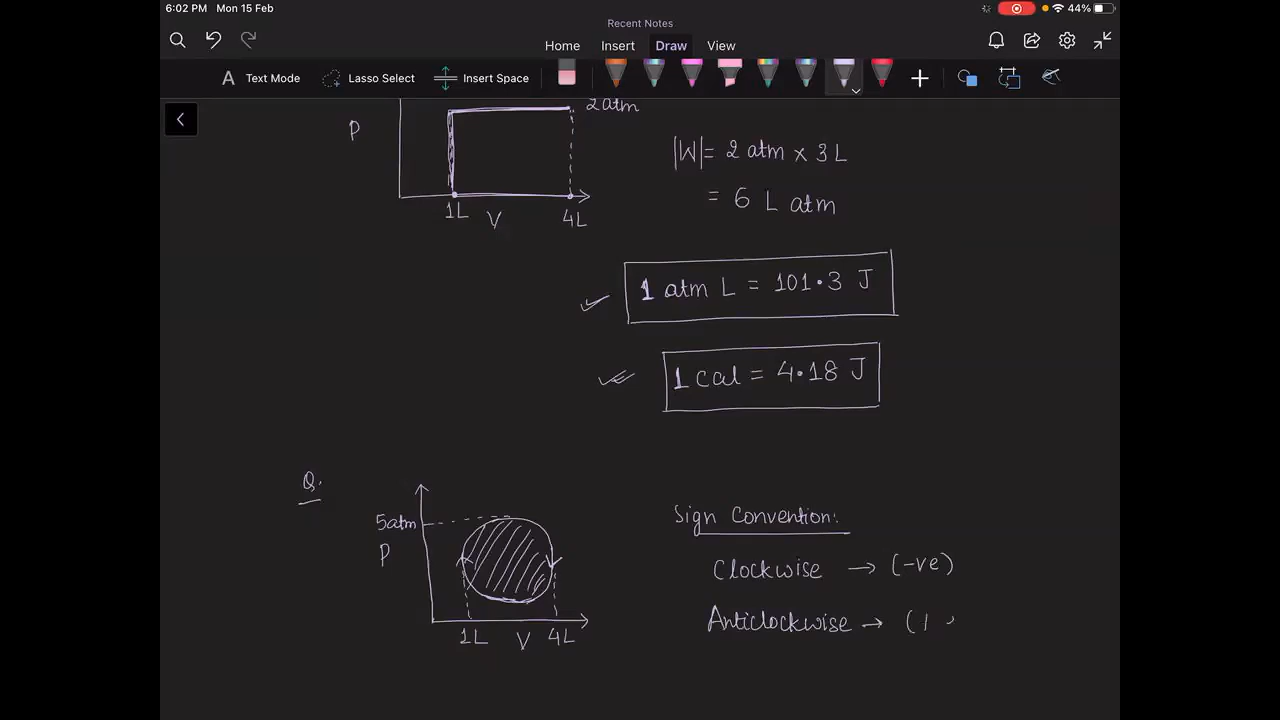 6:02 PM Mon 15 Feb
44%
Recent Notes
Home Insert Draw View
Text Mode Lasso Select Insert Space
2 atm
P
1L V 4L
|W| = 2 atm × 3 L
= 6 L atm
1 atm L = 101.3 J
1 cal = 4.18 J
Q.
5atm
P
1L V 4L
Sign Convention:
Clockwise → (-ve)
Anticlockwise → (